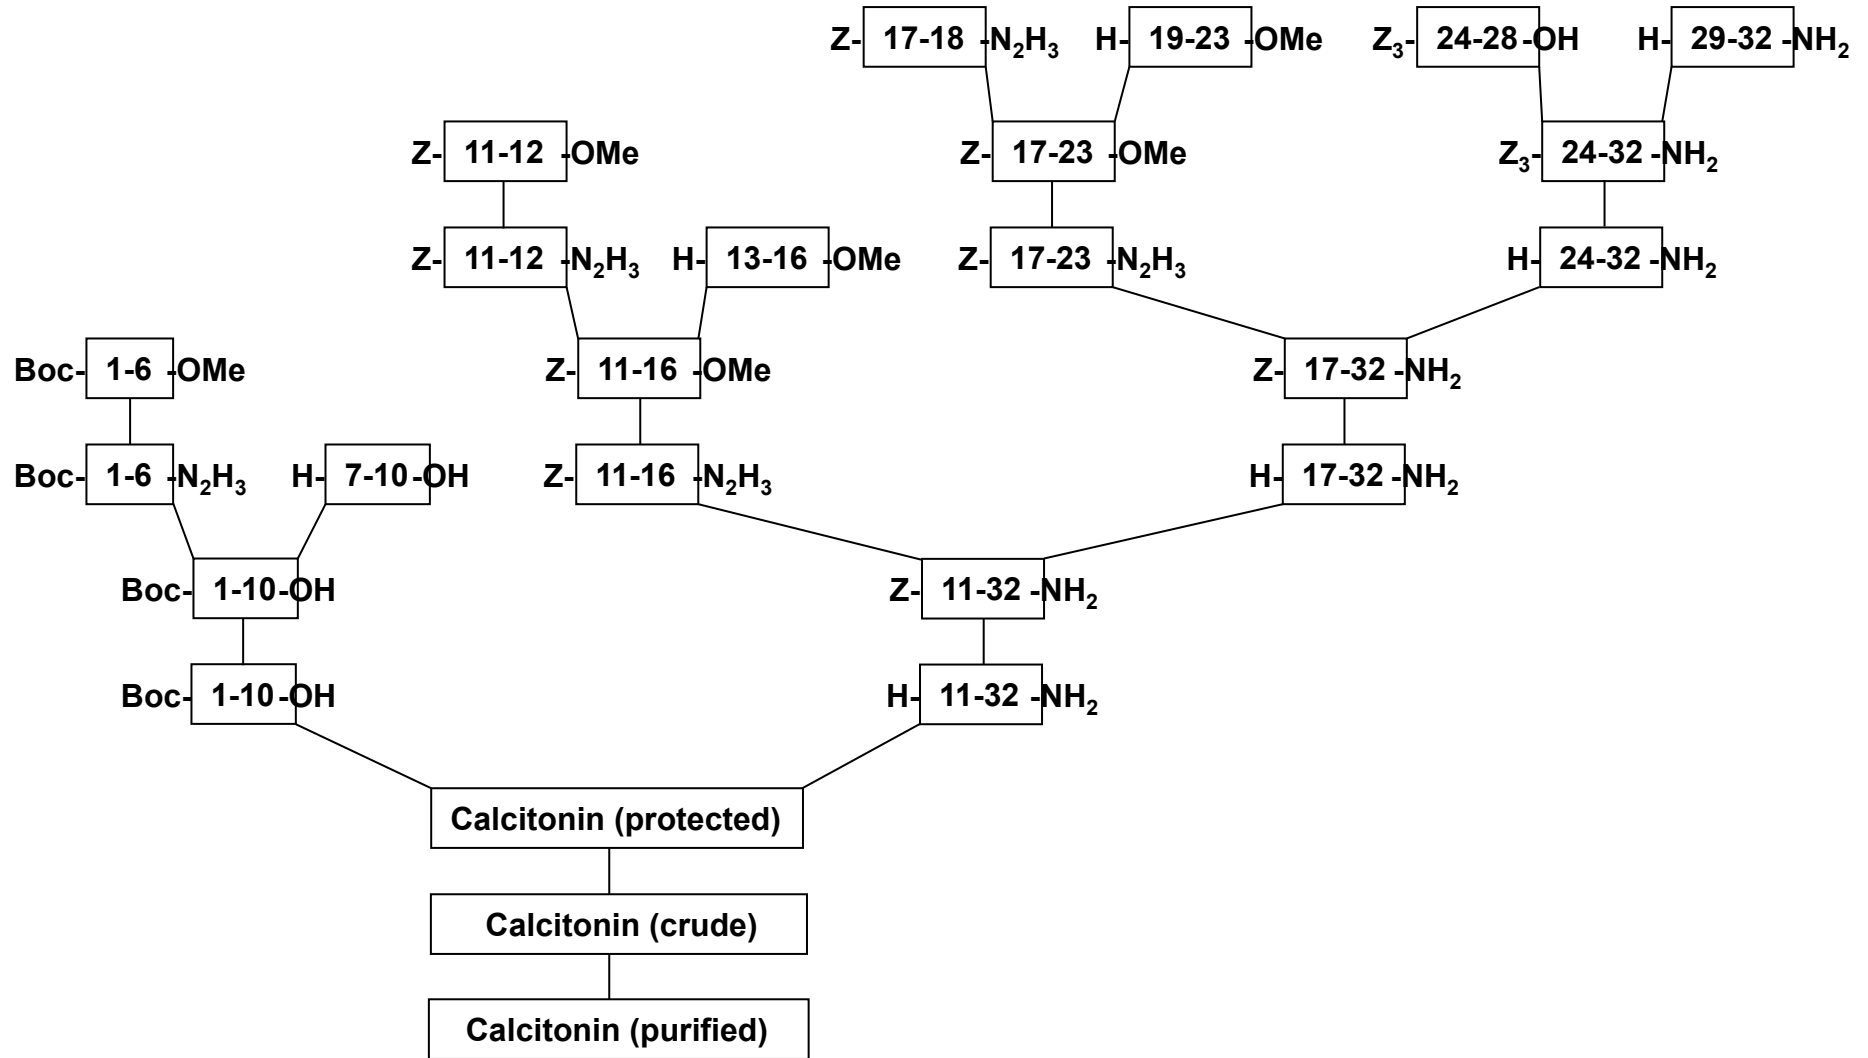 Z- 17-18 -N₂H₃ H- 19-23 -OMe Z₃- 24-28 -OH H- 29-32 -NH₂
Z- 11-12 -OMe Z- 17-23 -OMe Z₃- 24-32 -NH₂
Z- 11-12 -N₂H₃ H- 13-16 -OMe Z- 17-23 -N₂H₃ H- 24-32 -NH₂
Boc- 1-6 -OMe Z- 11-16 -OMe Z- 17-32 -NH₂
Boc- 1-6 -N₂H₃ H- 7-10 -OH Z- 11-16 -N₂H₃ H- 17-32 -NH₂
Boc- 1-10 -OH Z- 11-32 -NH₂
Boc- 1-10 -OH H- 11-32 -NH₂
Calcitonin (protected)
Calcitonin (crude)
Calcitonin (purified)